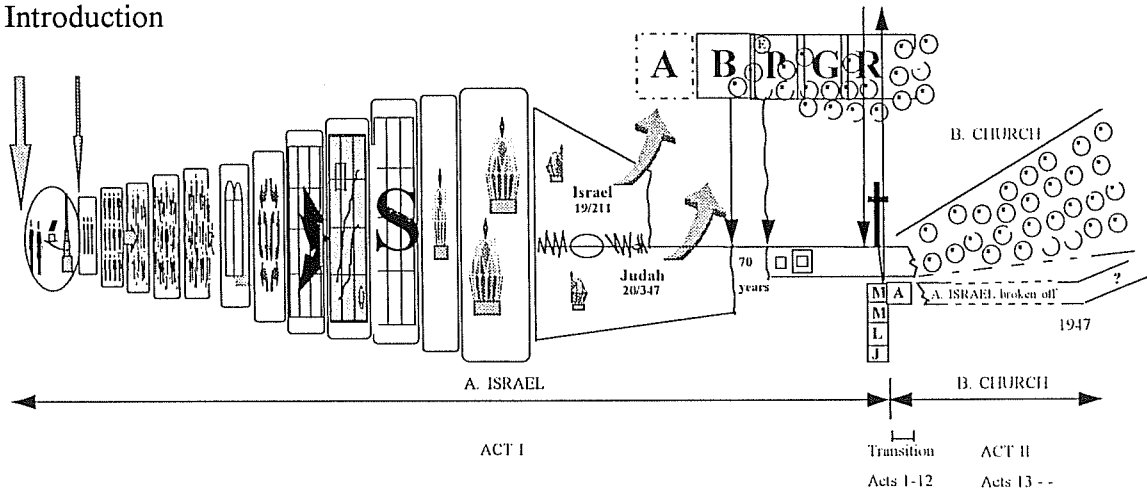 Introduction
A B P G R
E
B. CHURCH
S
Israel
19/211
Judah
20/347
70
years
M A
M
L
J
A. ISRAEL broken off
?
1947
A. ISRAEL
B. CHURCH
ACT I
Transition
Acts 1-12
ACT II
Acts 13 - -